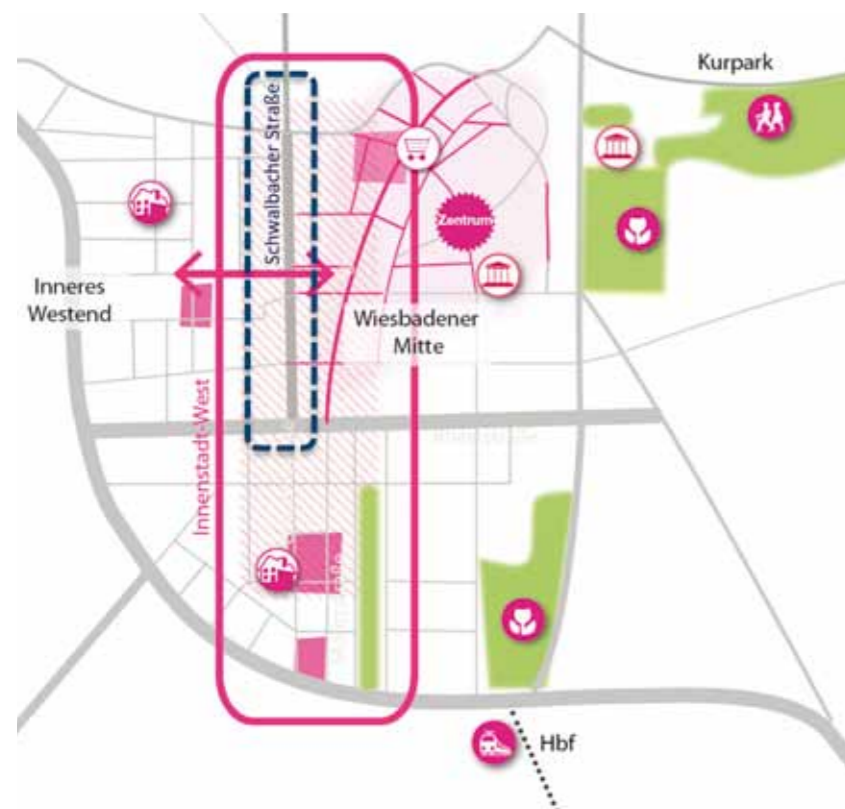 Kurpark
Schwalbacher Straße
Zentrum
Inneres
Westend
Wiesbadener
Mitte
Innenstadt-West
Hbf